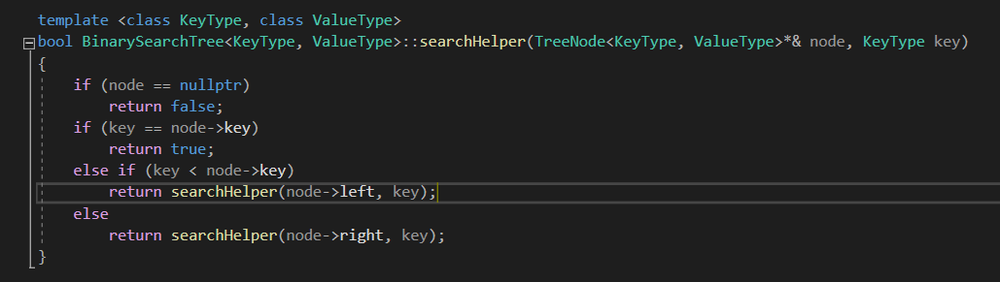 template <class KeyType, class ValueType>
bool BinarySearchTree<KeyType, ValueType>::searchHelper(TreeNode<KeyType, ValueType>*& node, KeyType key)
{
    if (node == nullptr)
        return false;
    if (key == node->key)
        return true;
    else if (key < node->key)
        return searchHelper(node->left, key);
    else
        return searchHelper(node->right, key);
}